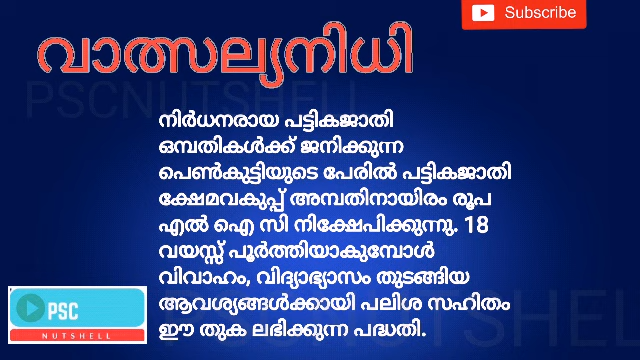 Subscribe
വാത്സല്യനിധി
PSCNUTSHELL
നിർധനരായ പട്ടികജാതി
ഒമ്പതികൾക്ക് ജനിക്കുന്ന
പെൺകുട്ടിയുടെ പേരിൽ പട്ടികജാതി
ക്ഷേമവകുപ്പ് അമ്പതിനായിരം രൂപ
എൽ ഐ സി നിക്ഷേപിക്കുന്നു. 18
വയസ്സ് പൂർത്തിയാകുമ്പോൾ
വിവാഹം, വിദ്യാഭ്യാസം തുടങ്ങിയ
ആവശ്യങ്ങൾക്കായി പലിശ സഹിതം
ഈ തുക ലഭിക്കുന്ന പദ്ധതി.
PSC
NUTSHELL